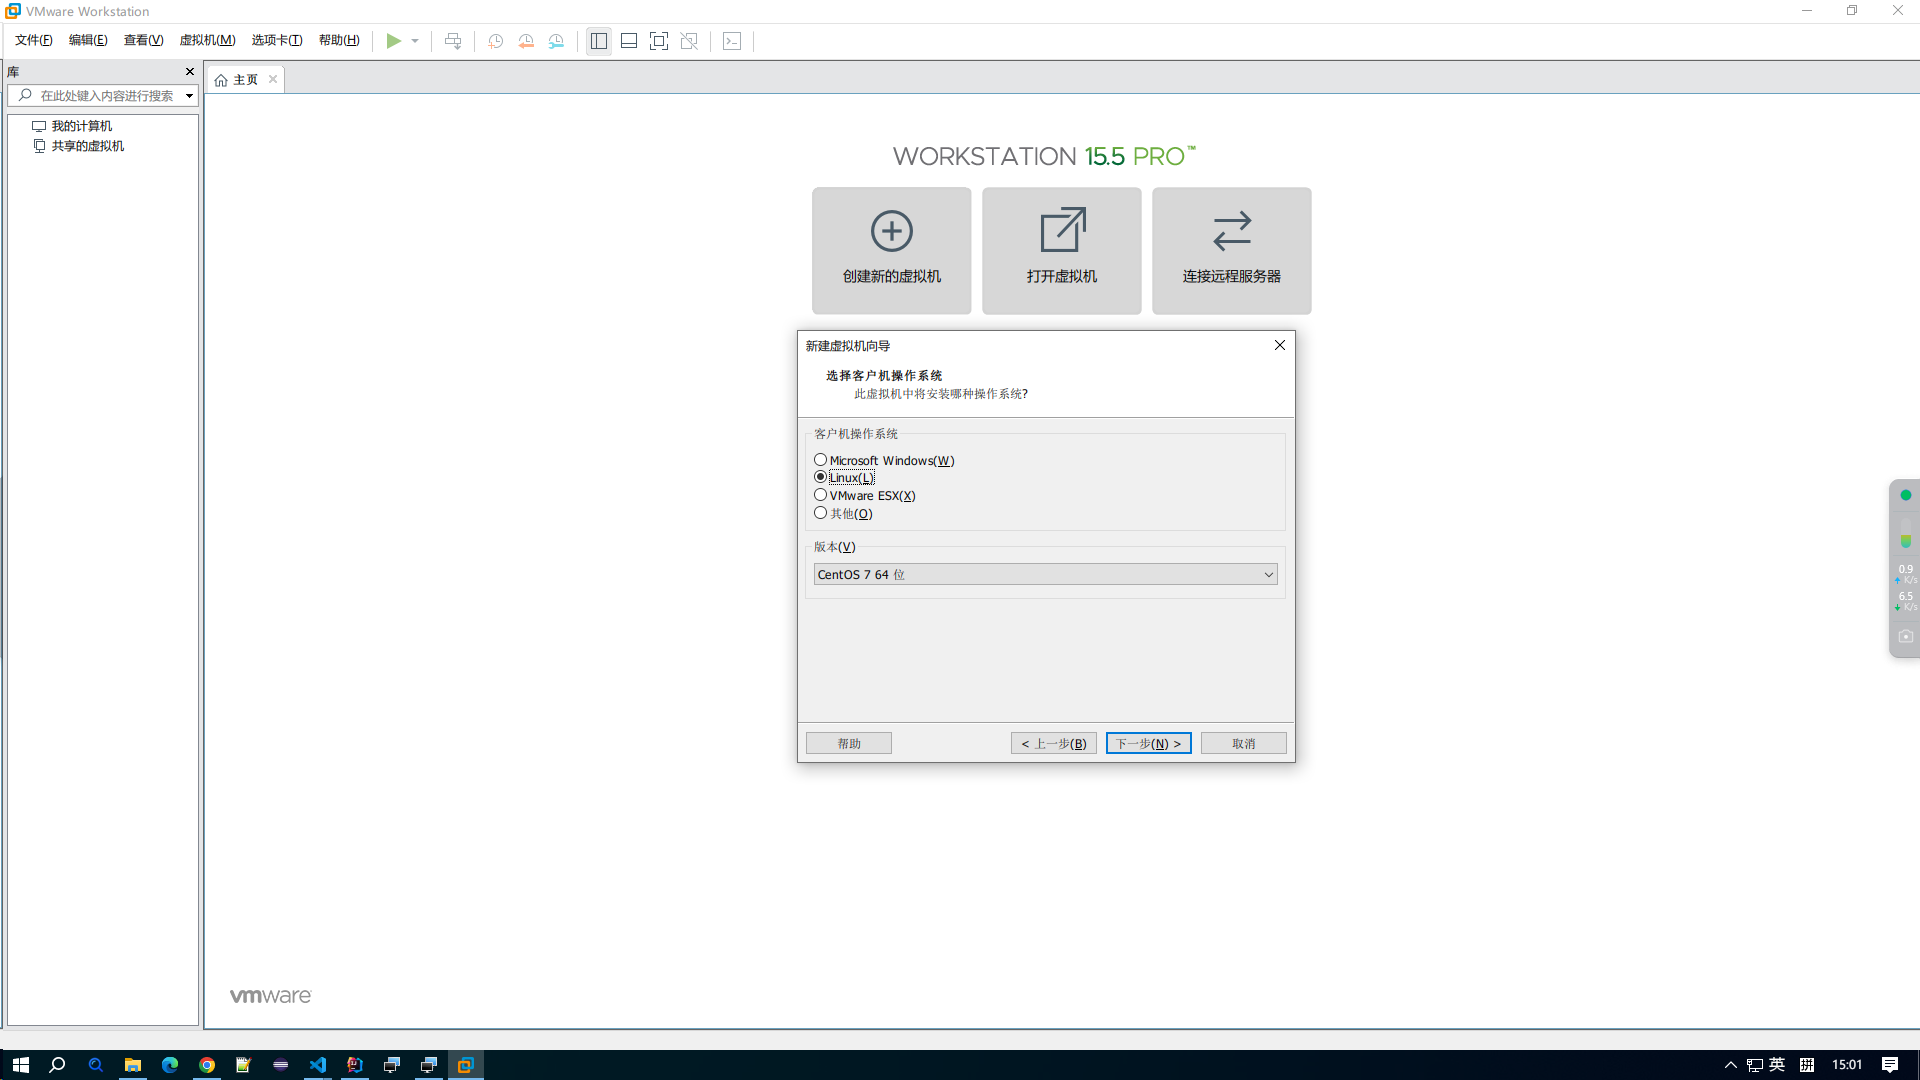 VMware Workstation
文件(F) 编辑(E) 查看(V) 虚拟机(M) 选项卡(T) 帮助(H)
库
主页
在此处键入内容进行搜索
我的计算机
共享的虚拟机
WORKSTATION 15.5 PRO™
创建新的虚拟机
打开虚拟机
连接远程服务器
新建虚拟机向导
选择客户机操作系统
此虚拟机中将安装哪种操作系统?
客户机操作系统
Microsoft Windows(W)
Linux(L)
VMware ESX(X)
其他(O)
版本(V)
CentOS 7 64 位
帮助
< 上一步(B)
下一步(N) >
取消
0.9
K/s
6.5
K/s
vmware
英
拼
15:01